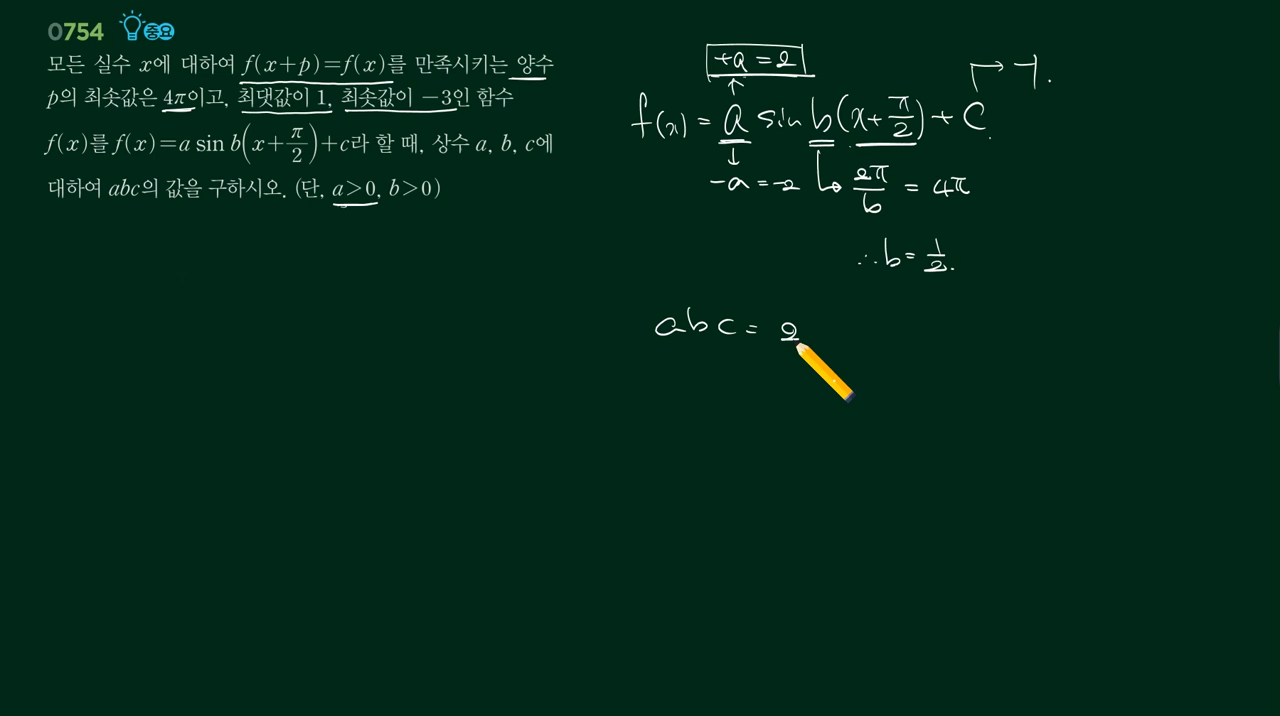 0754 중요
모든 실수 x에 대하여 f(x+p)=f(x)를 만족시키는 양수
p의 최솟값은 4π이고, 최댓값이 1, 최솟값이 −3인 함수
f(x)를 f(x)=a sin b(x+π/2)+c라 할 때, 상수 a, b, c에
대하여 abc의 값을 구하시오. (단, a>0, b>0)
+a = 2
→ -1.
f(x) = a sin b(x+π/2) + C
-a = -2
2π/b = 4π
∴ b = 1/2.
abc = 2